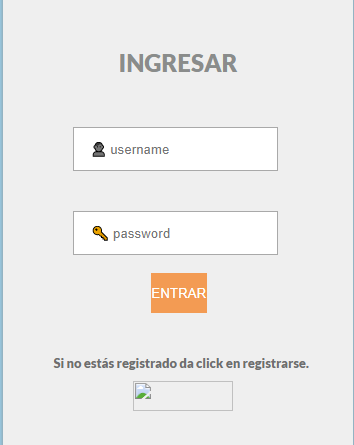 INGRESAR
username
password
ENTRAR
Si no estás registrado da click en registrarse.